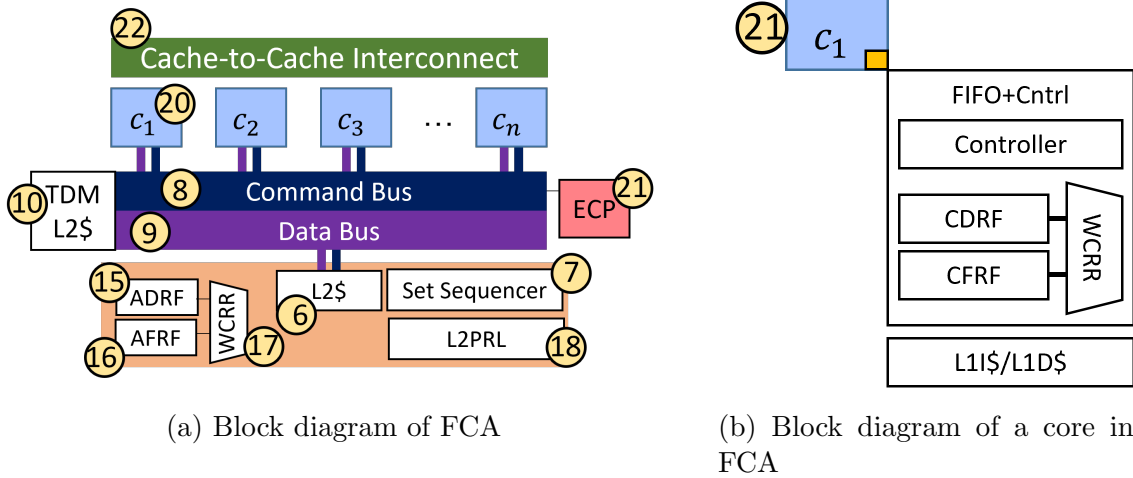 22
Cache-to-Cache Interconnect
c1 20 c2 c3 ... cn
10 TDM L2$
8 Command Bus
9 Data Bus
ECP 21
15 ADRF
16 AFRF
WCRR 17
L2$ 6
Set Sequencer 7
L2PRL 18
(a) Block diagram of FCA
21 c1
FIFO+Cntrl
Controller
CDRF
CFRF
WCRR
L1I$/L1D$
(b) Block diagram of a core in
FCA